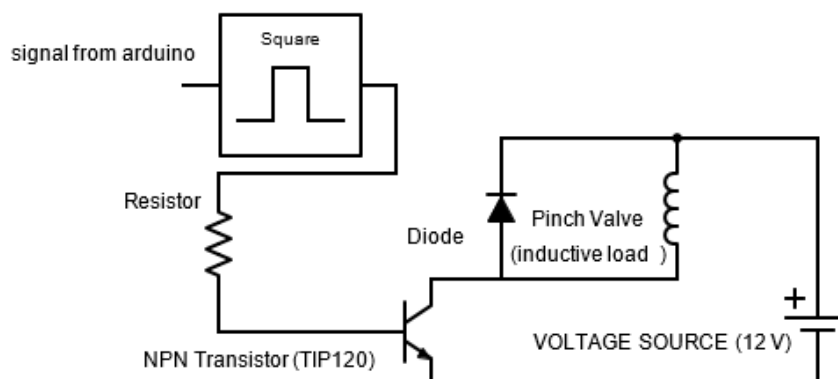 Square
signal from arduino
Resistor
Diode
Pinch Valve
(inductive load )
+
VOLTAGE SOURCE (12 V)
NPN Transistor (TIP120)